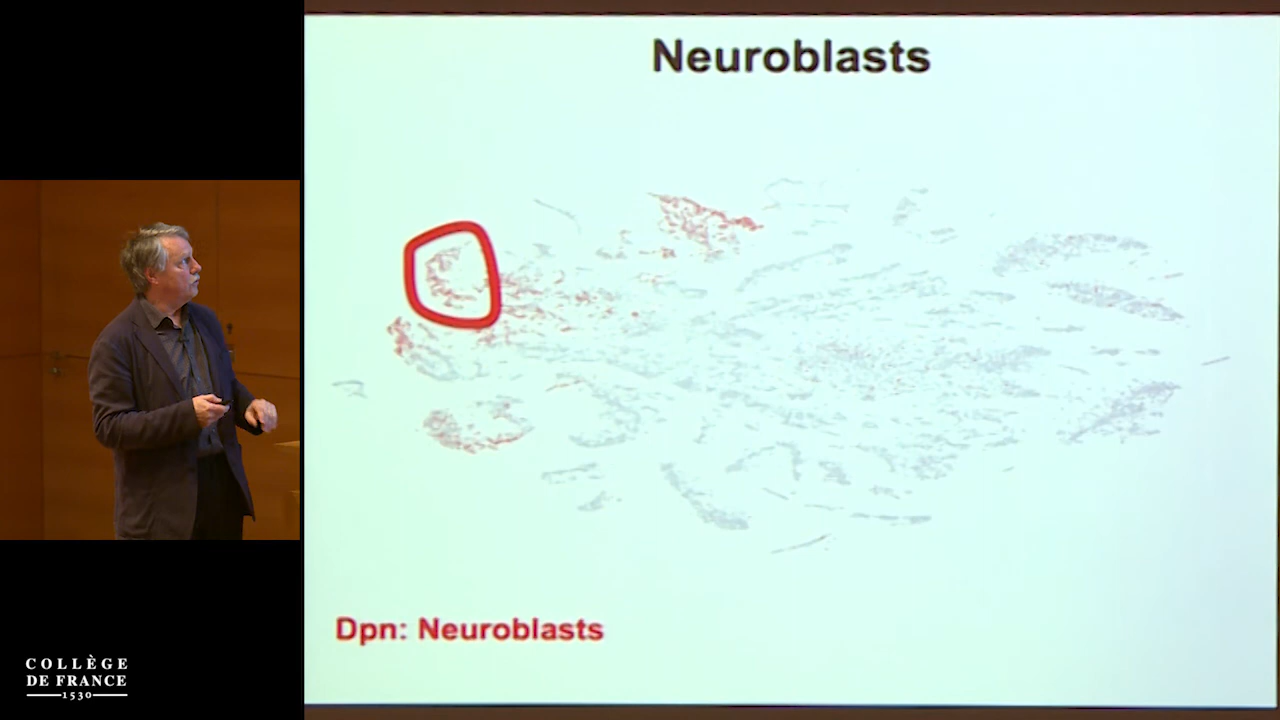 Neuroblasts
Dpn: Neuroblasts
COLLÈGE
DE FRANCE
1530